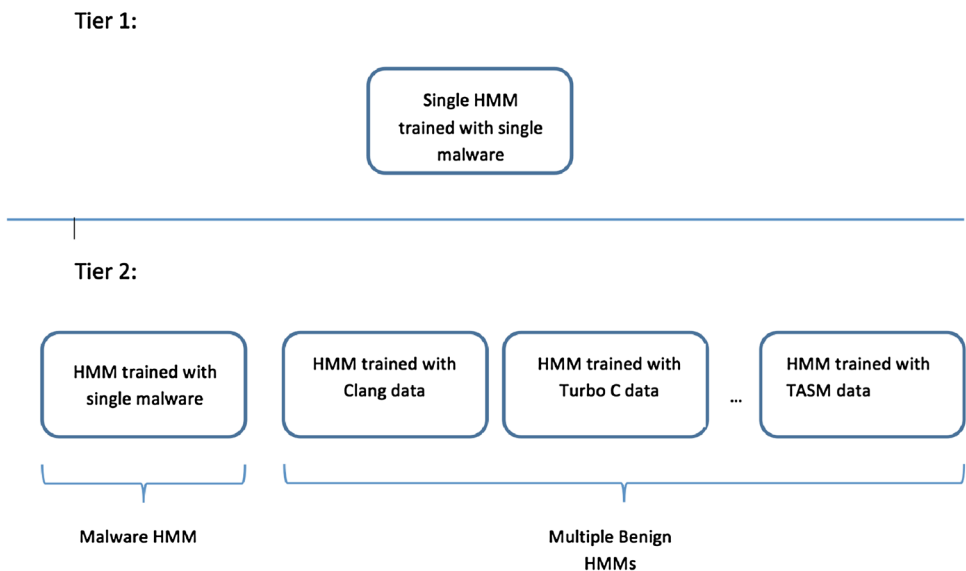 Tier 1:
Single HMM
trained with single
malware
Tier 2:
HMM trained with
single malware
HMM trained with
Clang data
HMM trained with
Turbo C data
...
HMM trained with
TASM data
Malware HMM
Multiple Benign
HMMs